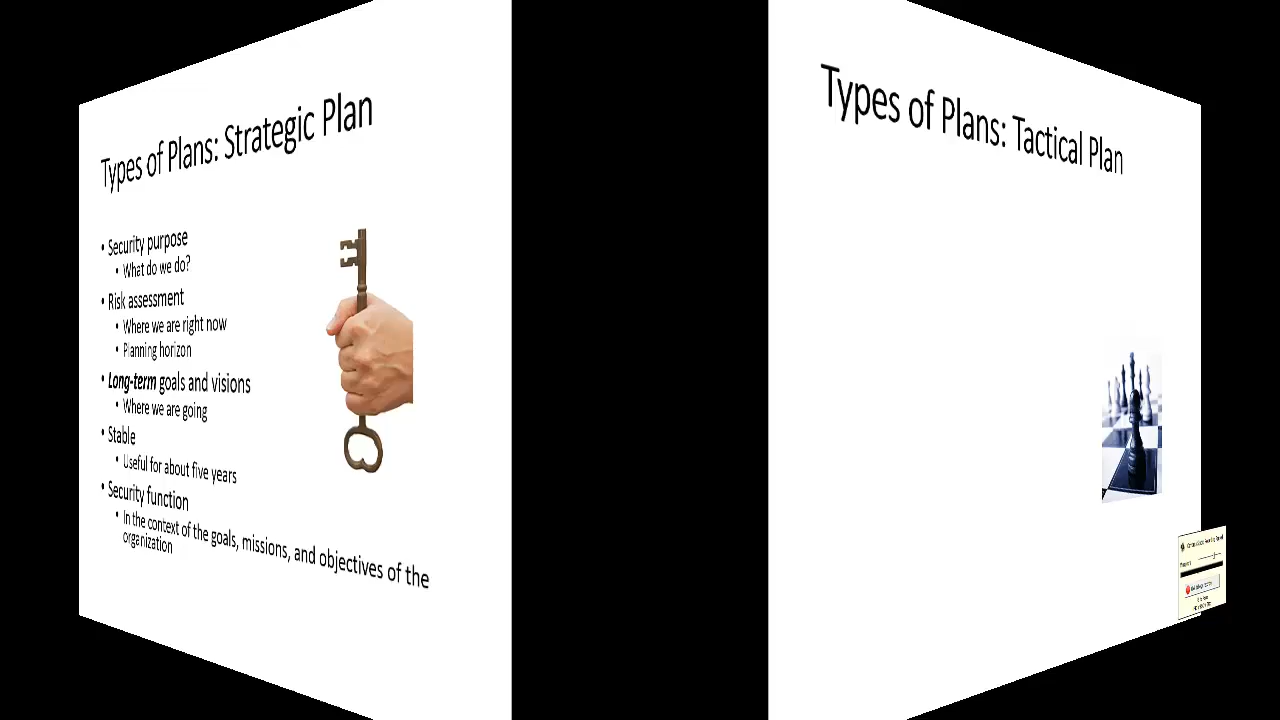 Types of Plans: Strategic Plan
• Security purpose
• What do we do?
• Risk assessment
• Where we are right now
• Planning horizon
• Long-term goals and visions
• Where we are going
• Stable
• Useful for about five years
• Security function
• In the context of the goals, missions, and objectives of the
organization
Types of Plans: Tactical Plan